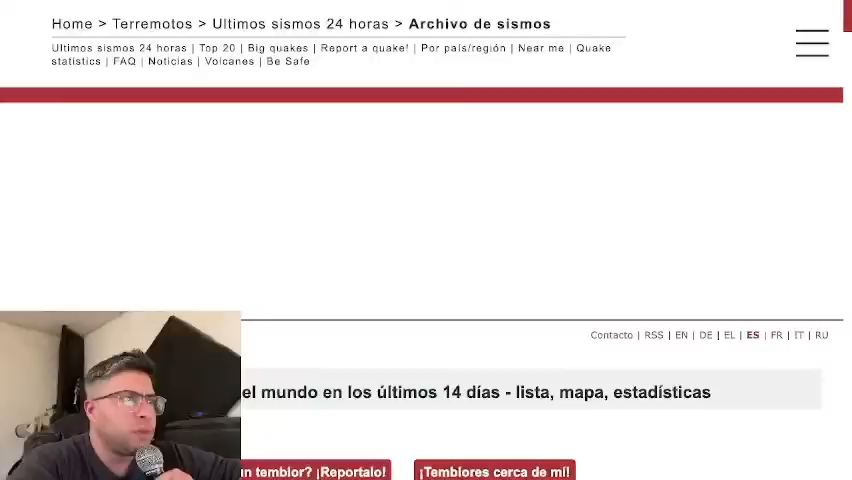 Home > Terremotos > Ultimos sismos 24 horas > Archivo de sismos
Ultimos sismos 24 horas | Top 20 | Big quakes | Report a quake! | Por país/región | Near me | Quake
statistics | FAQ | Noticias | Volcanes | Be Safe
Contacto | RSS | EN | DE | EL | ES | FR | IT | RU
el mundo en los últimos 14 días - lista, mapa, estadísticas
un temblor? ¡Reportalo!
¡Temblores cerca de mí!